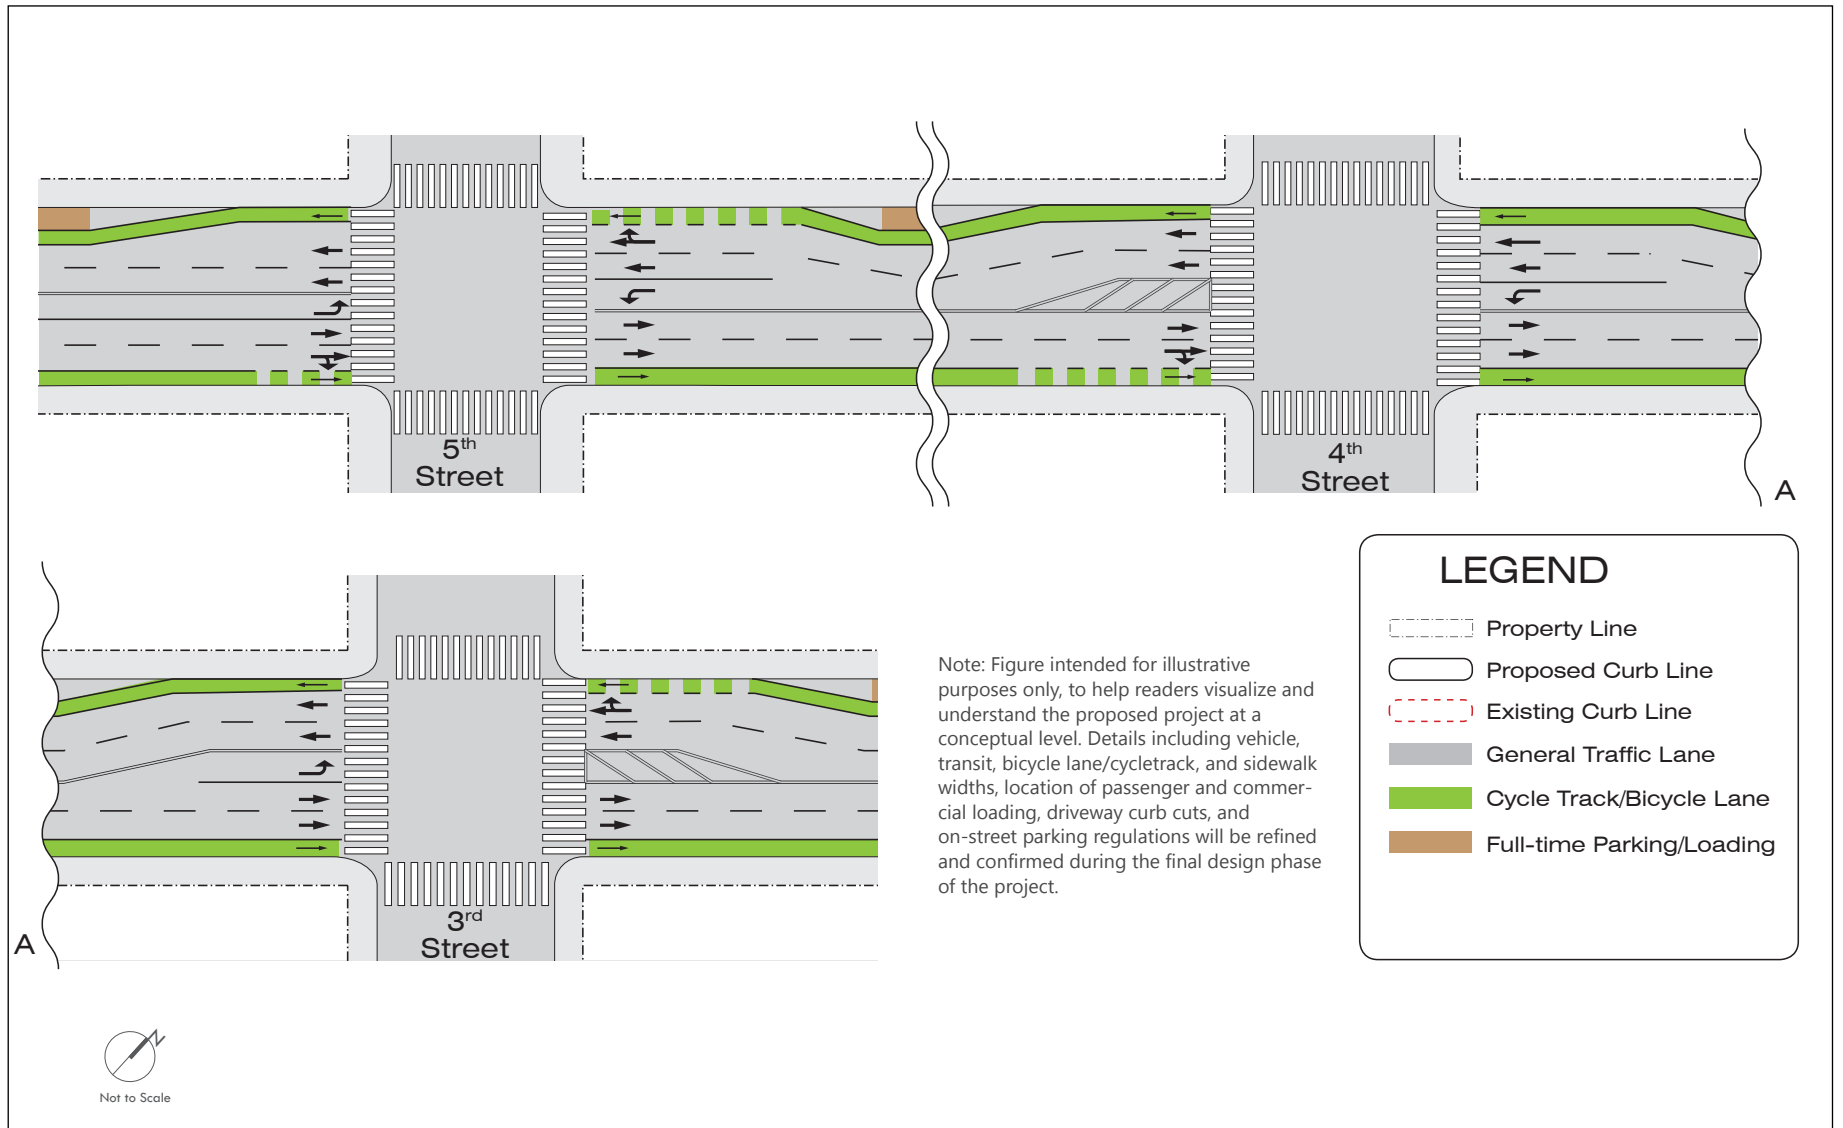 5th
Street
4th
Street
A
LEGEND
Property Line
Proposed Curb Line
Existing Curb Line
General Traffic Lane
Cycle Track/Bicycle Lane
Full-time Parking/Loading
Note: Figure intended for illustrative
purposes only, to help readers visualize and
understand the proposed project at a
conceptual level. Details including vehicle,
transit, bicycle lane/cycletrack, and sidewalk
widths, location of passenger and commer-
cial loading, driveway curb cuts, and
on-street parking regulations will be refined
and confirmed during the final design phase
of the project.
A
3rd
Street
N
Not to Scale